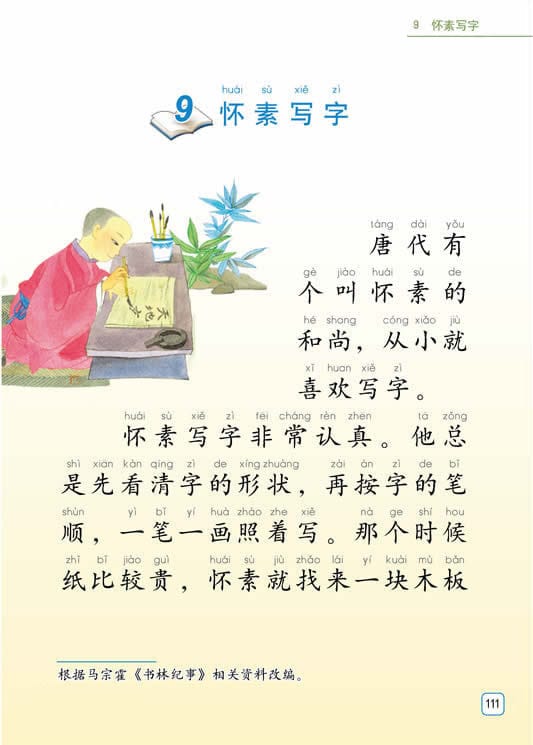 9 怀素写字
huái sù xiě zì
9 怀素写字
táng dài yǒu
唐代有
gè jiào huái sù de
个叫怀素的
hé shang cóng xiǎo jiù
和尚，从小就
xǐ huan xiě zì
喜欢写字。
huái sù xiě zì fēi cháng rèn zhēn tā zǒng
怀素写字非常认真。他总
shì xiān kàn qīng zì de xíng zhuàng zài àn zì de bǐ
是先看清字的形状，再按字的笔
shùn yì bǐ yí huà zhào zhe xiě nà ge shí hou
顺，一笔一画照着写。那个时候
zhǐ bǐ jiào guì huái sù jiù zhǎo lái yí kuài mù bǎn
纸比较贵，怀素就找来一块木板
天地
根据马宗霍《书林纪事》相关资料改编。
111